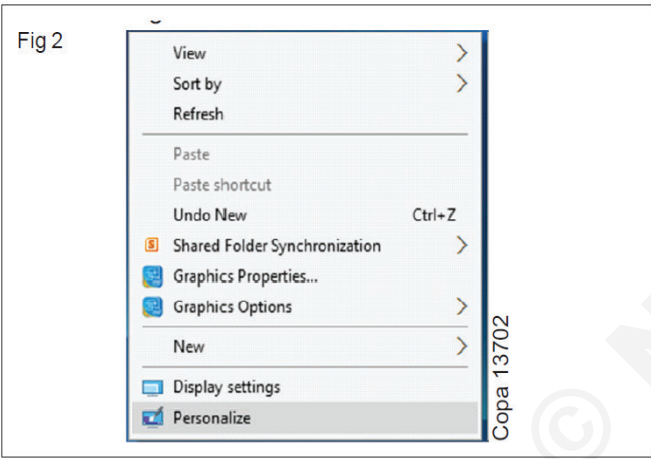 Fig 2
View
Sort by
Refresh
Paste
Paste shortcut
Undo New Ctrl+Z
S Shared Folder Synchronization
Graphics Properties...
Graphics Options
New
Display settings
Personalize
Copa 13702
©